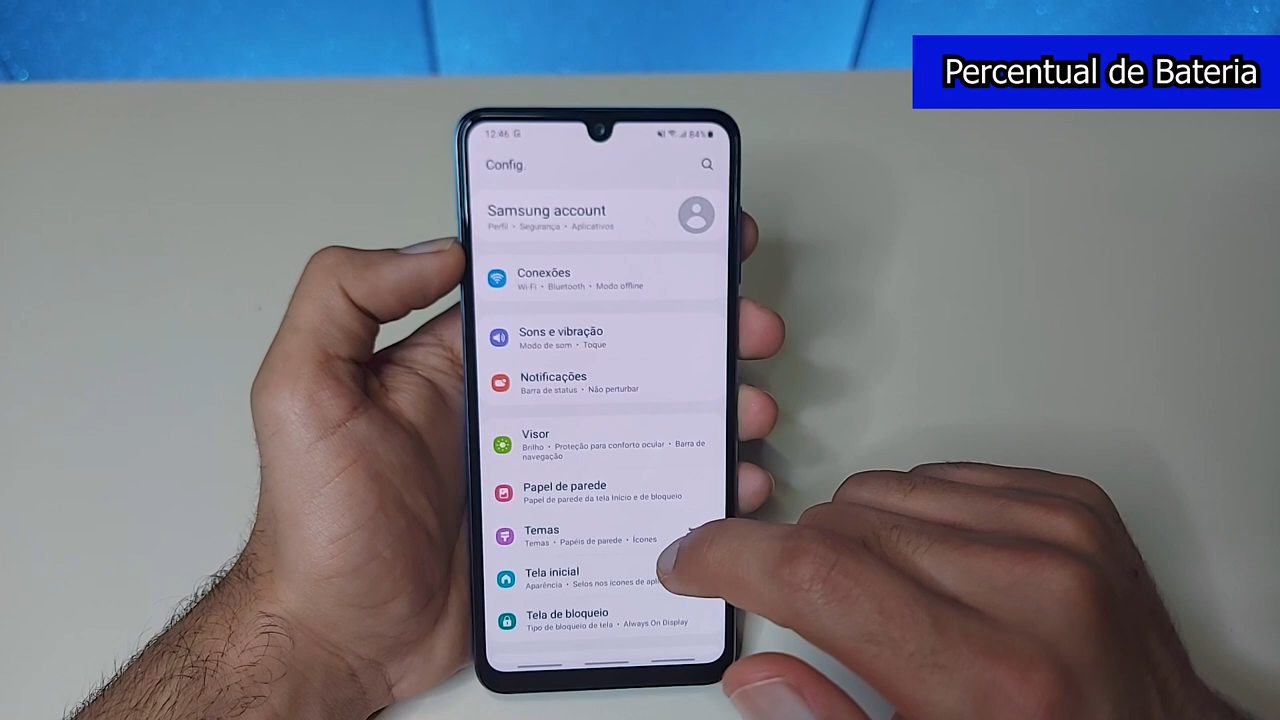 Percentual de Bateria
12:46
84%
Config.
Samsung account
Perfil • Segurança • Aplicativos
Conexões
Wi-Fi • Bluetooth • Modo offline
Sons e vibração
Modo de som • Toque
Notificações
Barra de status • Não perturbar
Visor
Brilho • Proteção para conforto ocular • Barra de
navegação
Papel de parede
Papel de parede da tela Início e de bloqueio
Temas
Temas • Papéis de parede • Ícones
Tela inicial
Aparência • Selos nos ícones de
Tela de bloqueio
Tipo de bloqueio de tela • Always On Display